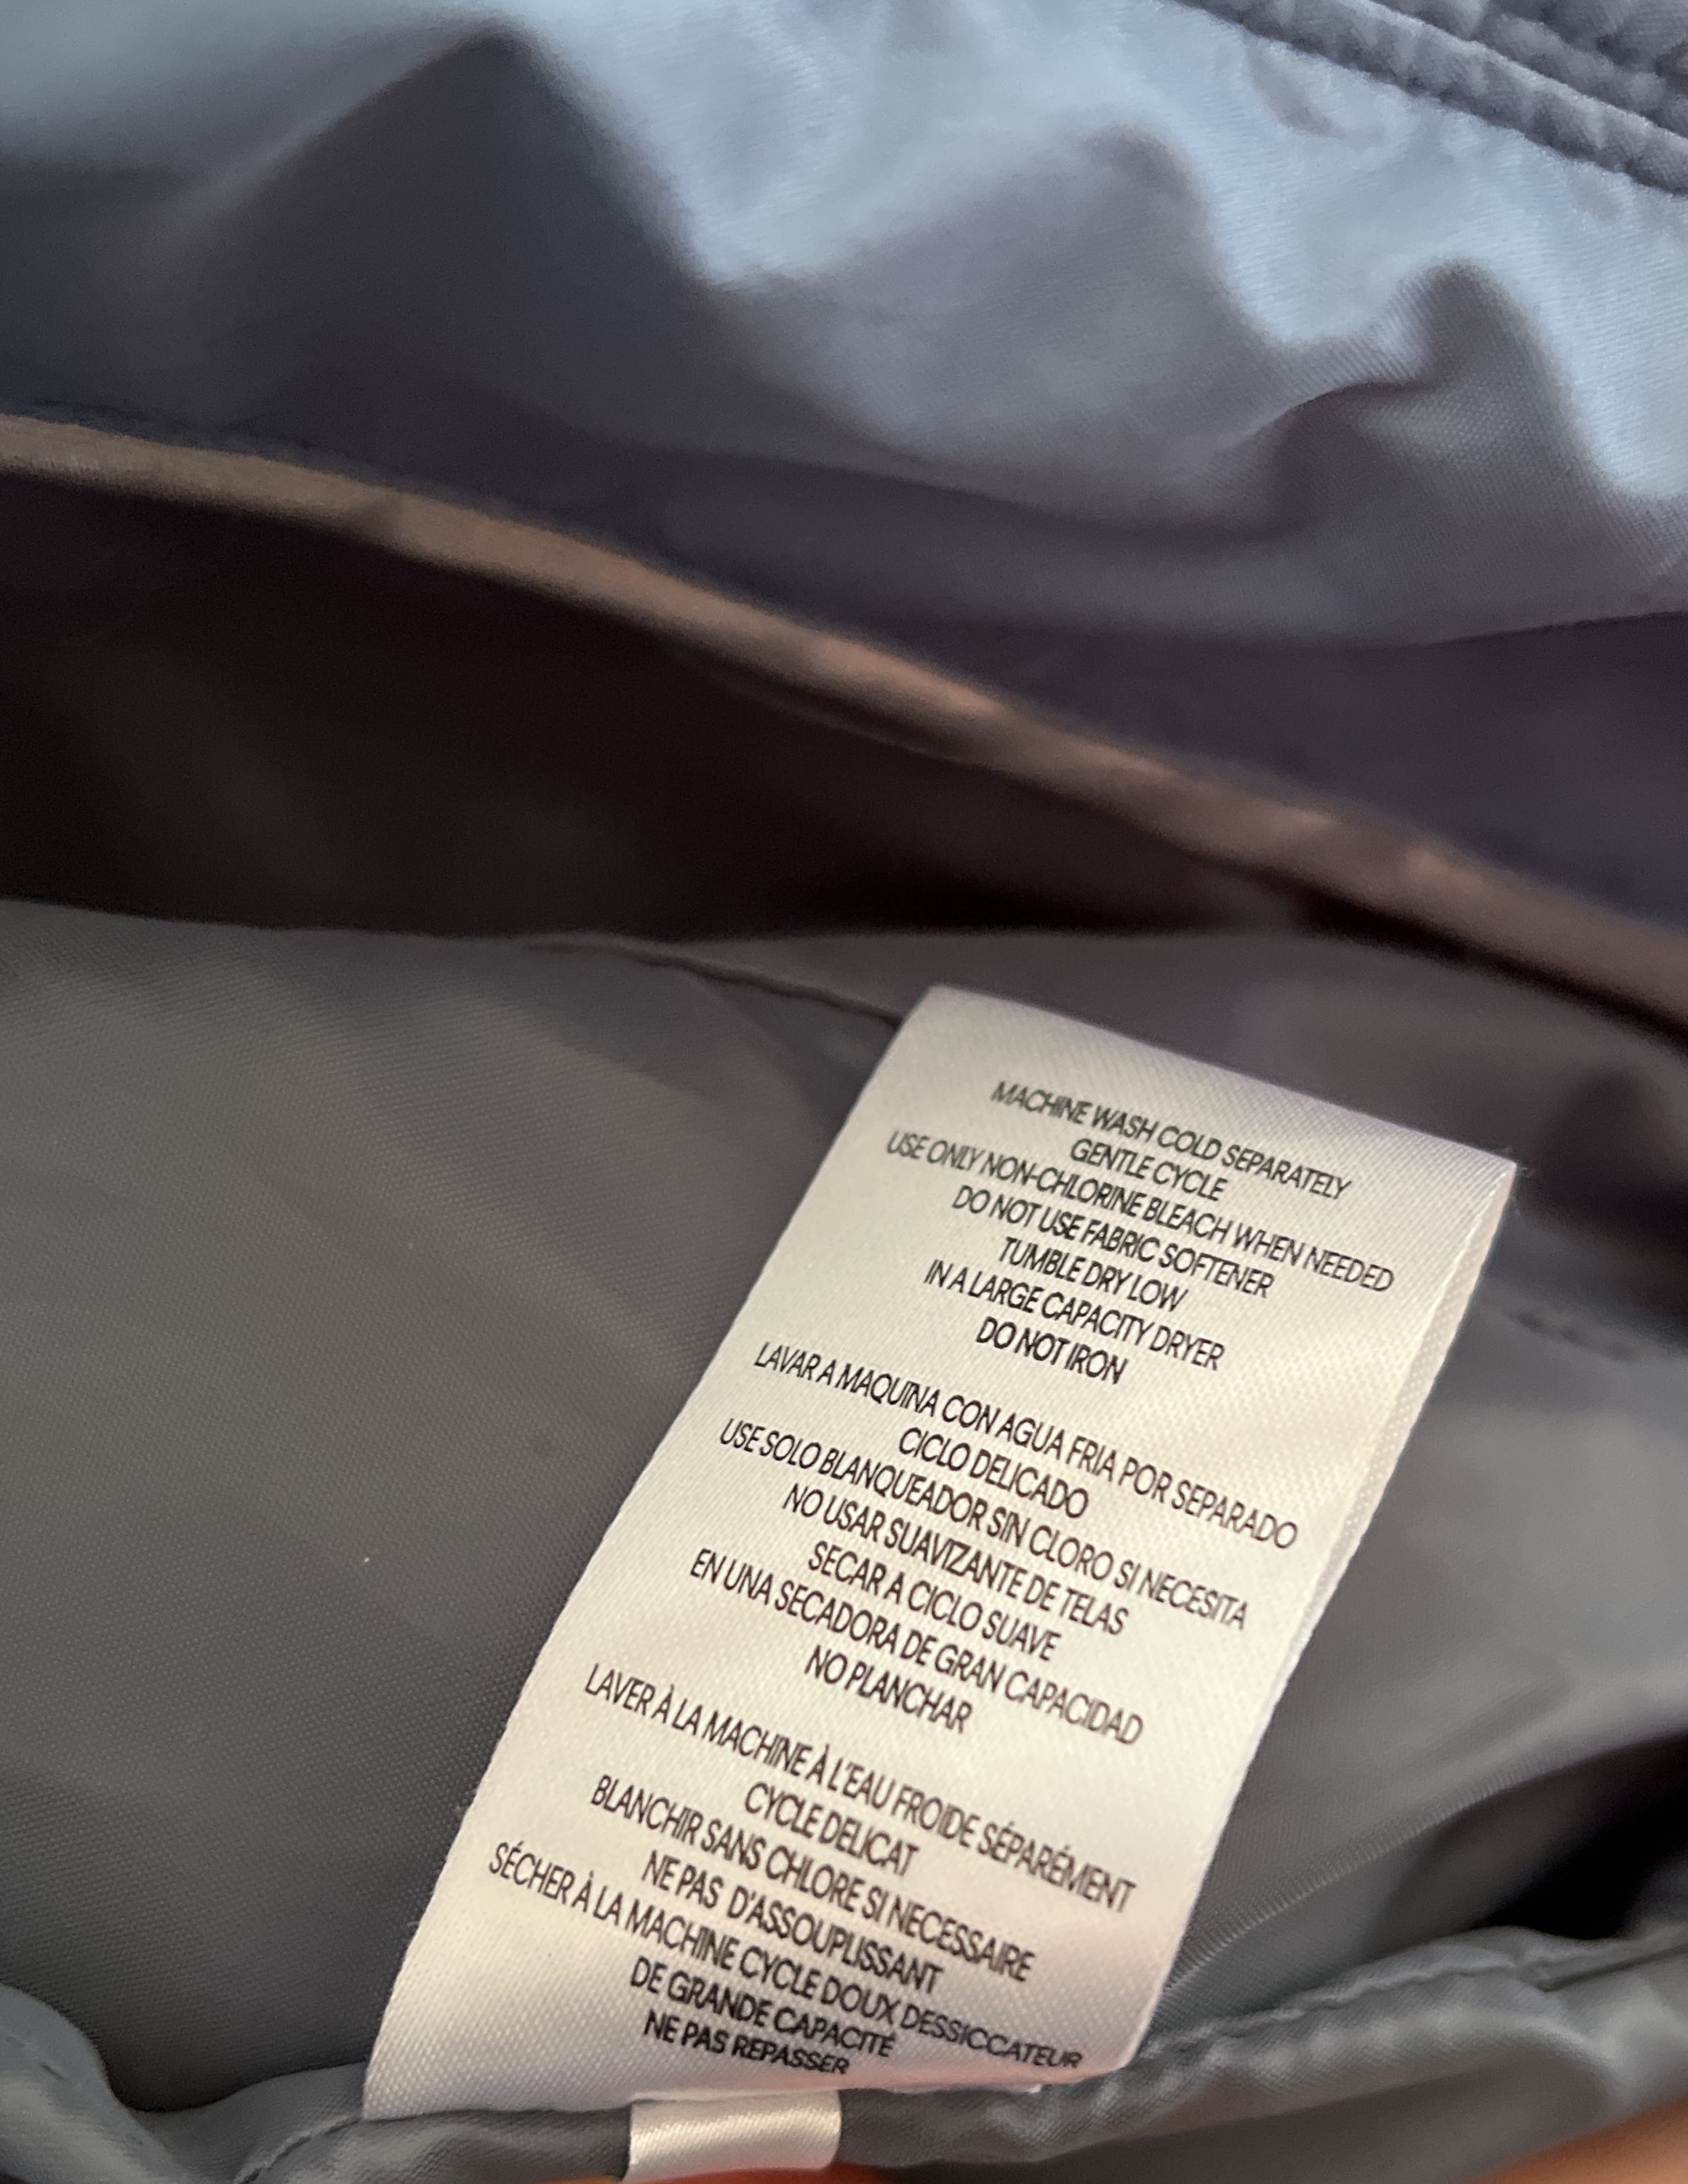 MACHINE WASH COLD SEPARATELY
GENTLE CYCLE
USE ONLY NON-CHLORINE BLEACH WHEN NEEDED
DO NOT USE FABRIC SOFTENER
TUMBLE DRY LOW
IN A LARGE CAPACITY DRYER
DO NOT IRON
LAVAR A MAQUINA CON AGUA FRIA POR SEPARADO
CICLO DELICADO
USE SOLO BLANQUEADOR SIN CLORO SI NECESITA
NO USAR SUAVIZANTE DE TELAS
SECAR A CICLO SUAVE
EN UNA SECADORA DE GRAN CAPACIDAD
NO PLANCHAR
LAVER À LA MACHINE À L'EAU FROIDE SÉPARÉMENT
CYCLE DELICAT
BLANCHIR SANS CHLORE SI NECESSAIRE
NE PAS D'ASSOUPLISSANT
SÉCHER À LA MACHINE CYCLE DOUX DESSICCATEUR
DE GRANDE CAPACITÉ
NE PAS REPASSER